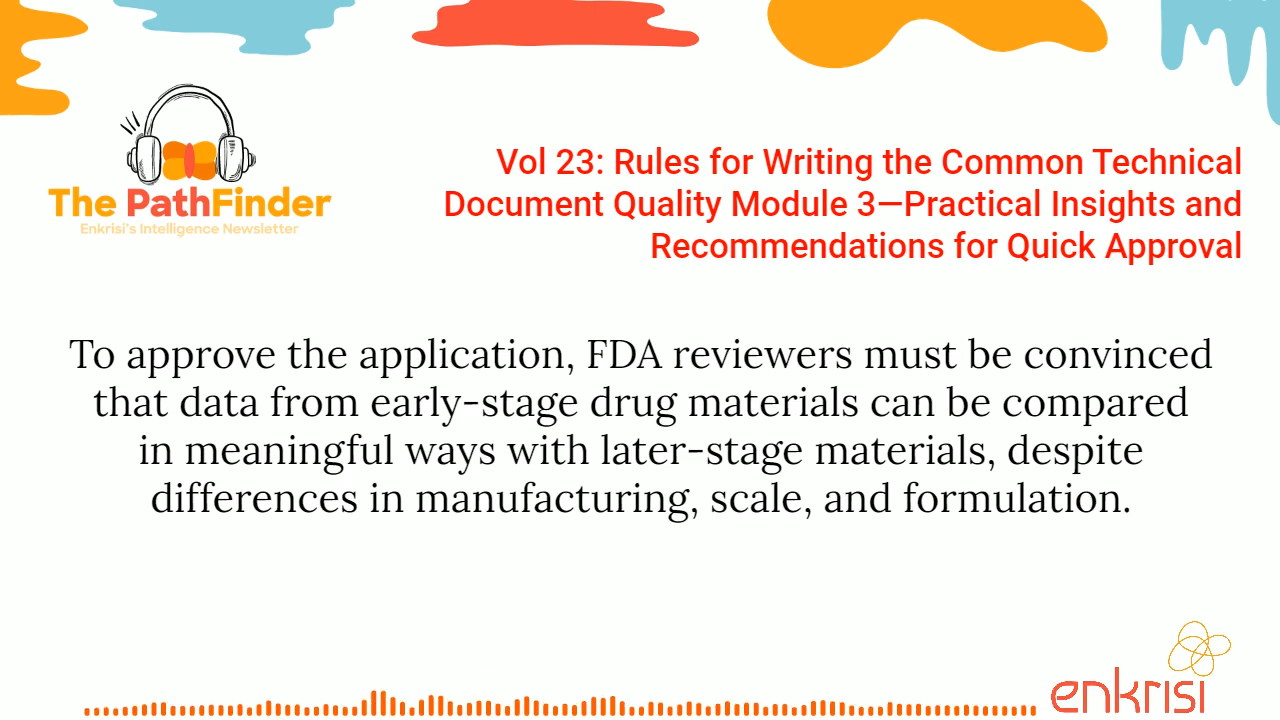 The PathFinder
Enkrisi's Intelligence Newsletter
Vol 23: Rules for Writing the Common Technical
Document Quality Module 3—Practical Insights and
Recommendations for Quick Approval
To approve the application, FDA reviewers must be convinced
that data from early-stage drug materials can be compared
in meaningful ways with later-stage materials, despite
differences in manufacturing, scale, and formulation.
enkrisi